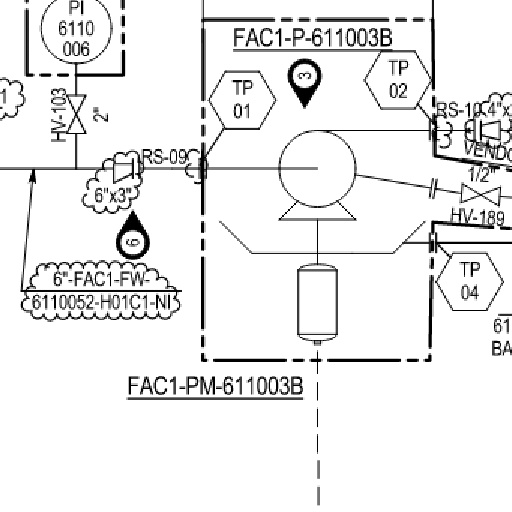 PI
6110
006
FAC1-P-611003B
TP
01
3
TP
02
1
HV-103
2"
RS-09
RS-10
4"x
VENDO
1/2"
HV-189
6"x3"
6
6"-FAC1-FW-
6110052-H01C1-NI
TP
04
61
BA
FAC1-PM-611003B